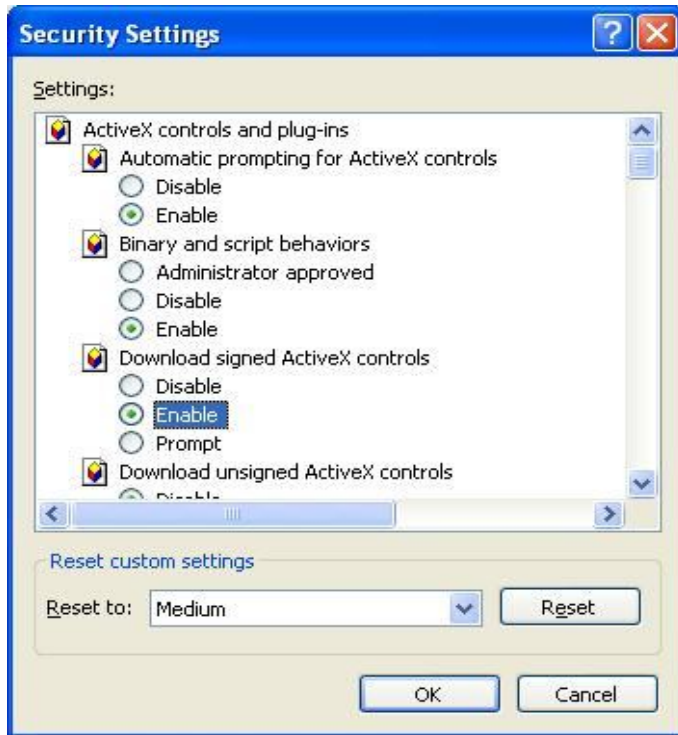 Security Settings
Settings:
ActiveX controls and plug-ins
Automatic prompting for ActiveX controls
Disable
Enable
Binary and script behaviors
Administrator approved
Disable
Enable
Download signed ActiveX controls
Disable
Enable
Prompt
Download unsigned ActiveX controls
Disable
Reset custom settings
Reset to: Medium Reset
OK Cancel